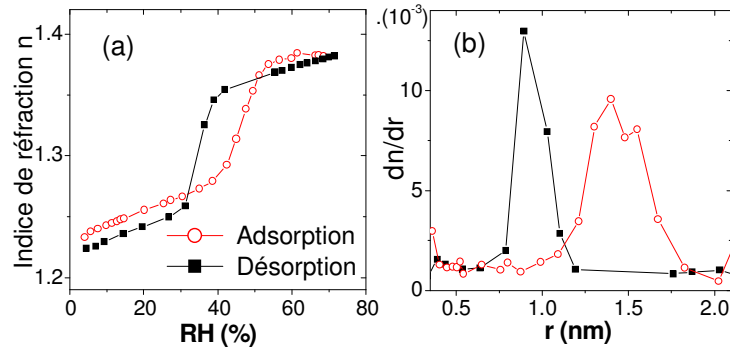 (a)
Indice de réfraction n
1.4
1.3
1.2
0 20 40 60 80
RH (%)
Adsorption
Désorption
.(10⁻³
(b)
dn/dr
10
5
0
0.5 1.0 1.5 2.0
r (nm)